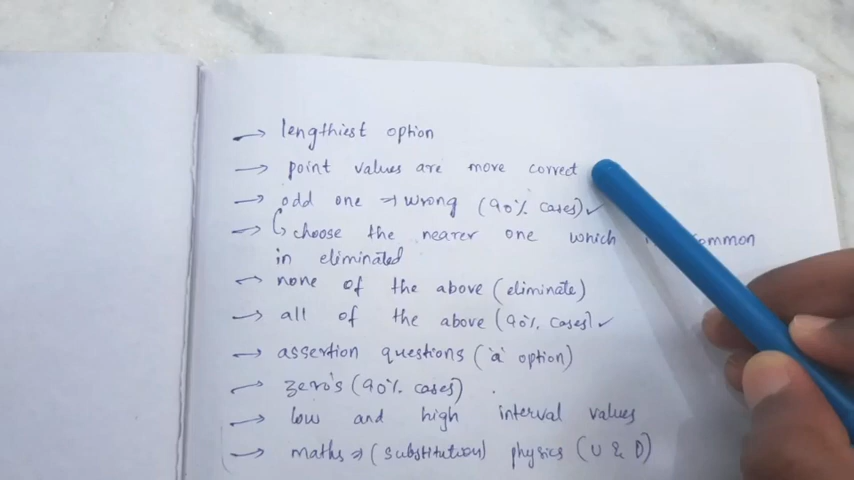 → lengthiest option
→ point values are move correct
→ odd one ⇒ wrong (90% cases) ✓
→ choose the nearer one which common
in eliminated
→ none of the above (eliminate)
→ all of the above (90% cases) ✓
→ assertion questions ('a' option)
→ zero's (90% cases)
→ low and high interval values
→ maths ⇒ (substitution) physics (U & D)